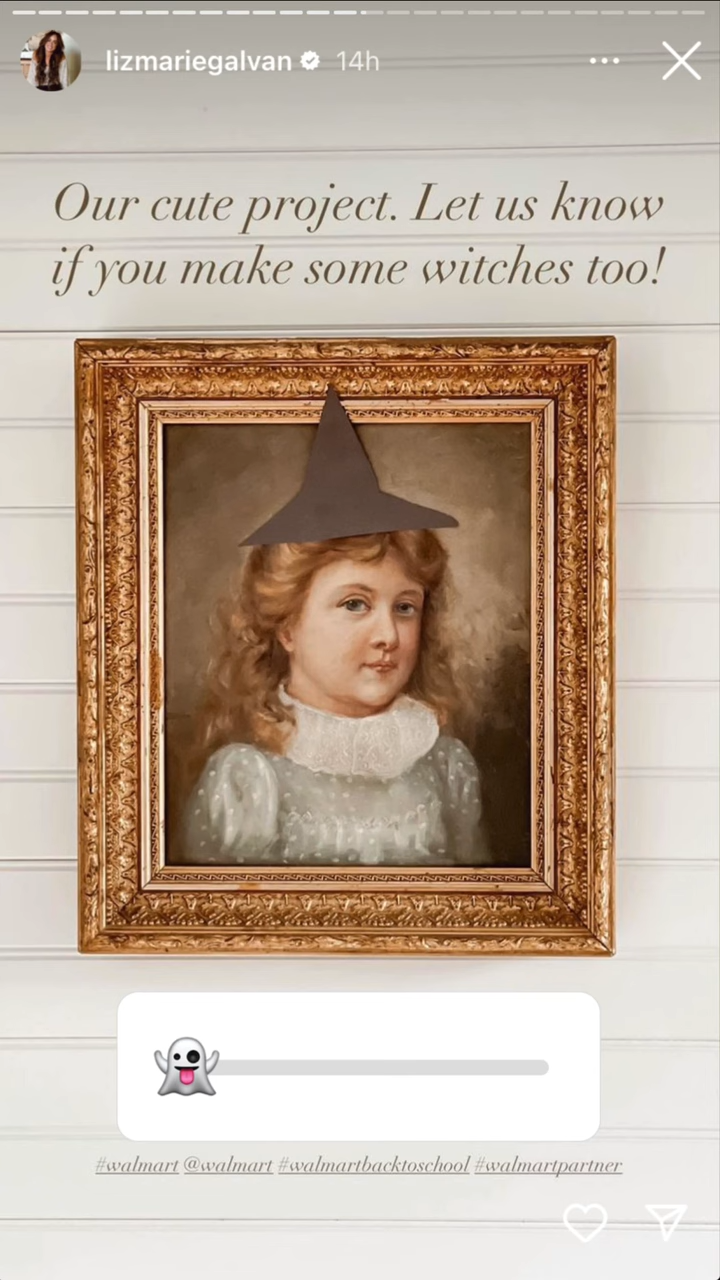 lizmariegalvan 14h
Our cute project. Let us know
if you make some witches too!
#walmart @walmart #walmartbacktoschool #walmartpartner